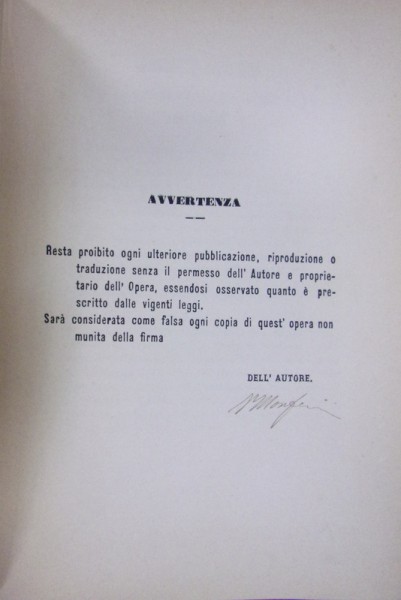 AVVERTENZA
Resta proibito ogni ulteriore pubblicazione, riproduzione o
traduzione senza il permesso dell' Autore e proprie-
tario dell' Opera, essendosi osservato quanto è pre-
scritto dalle vigenti leggi.
Sarà considerata come falsa ogni copia di quest' opera non
munita della firma
DELL' AUTORE.